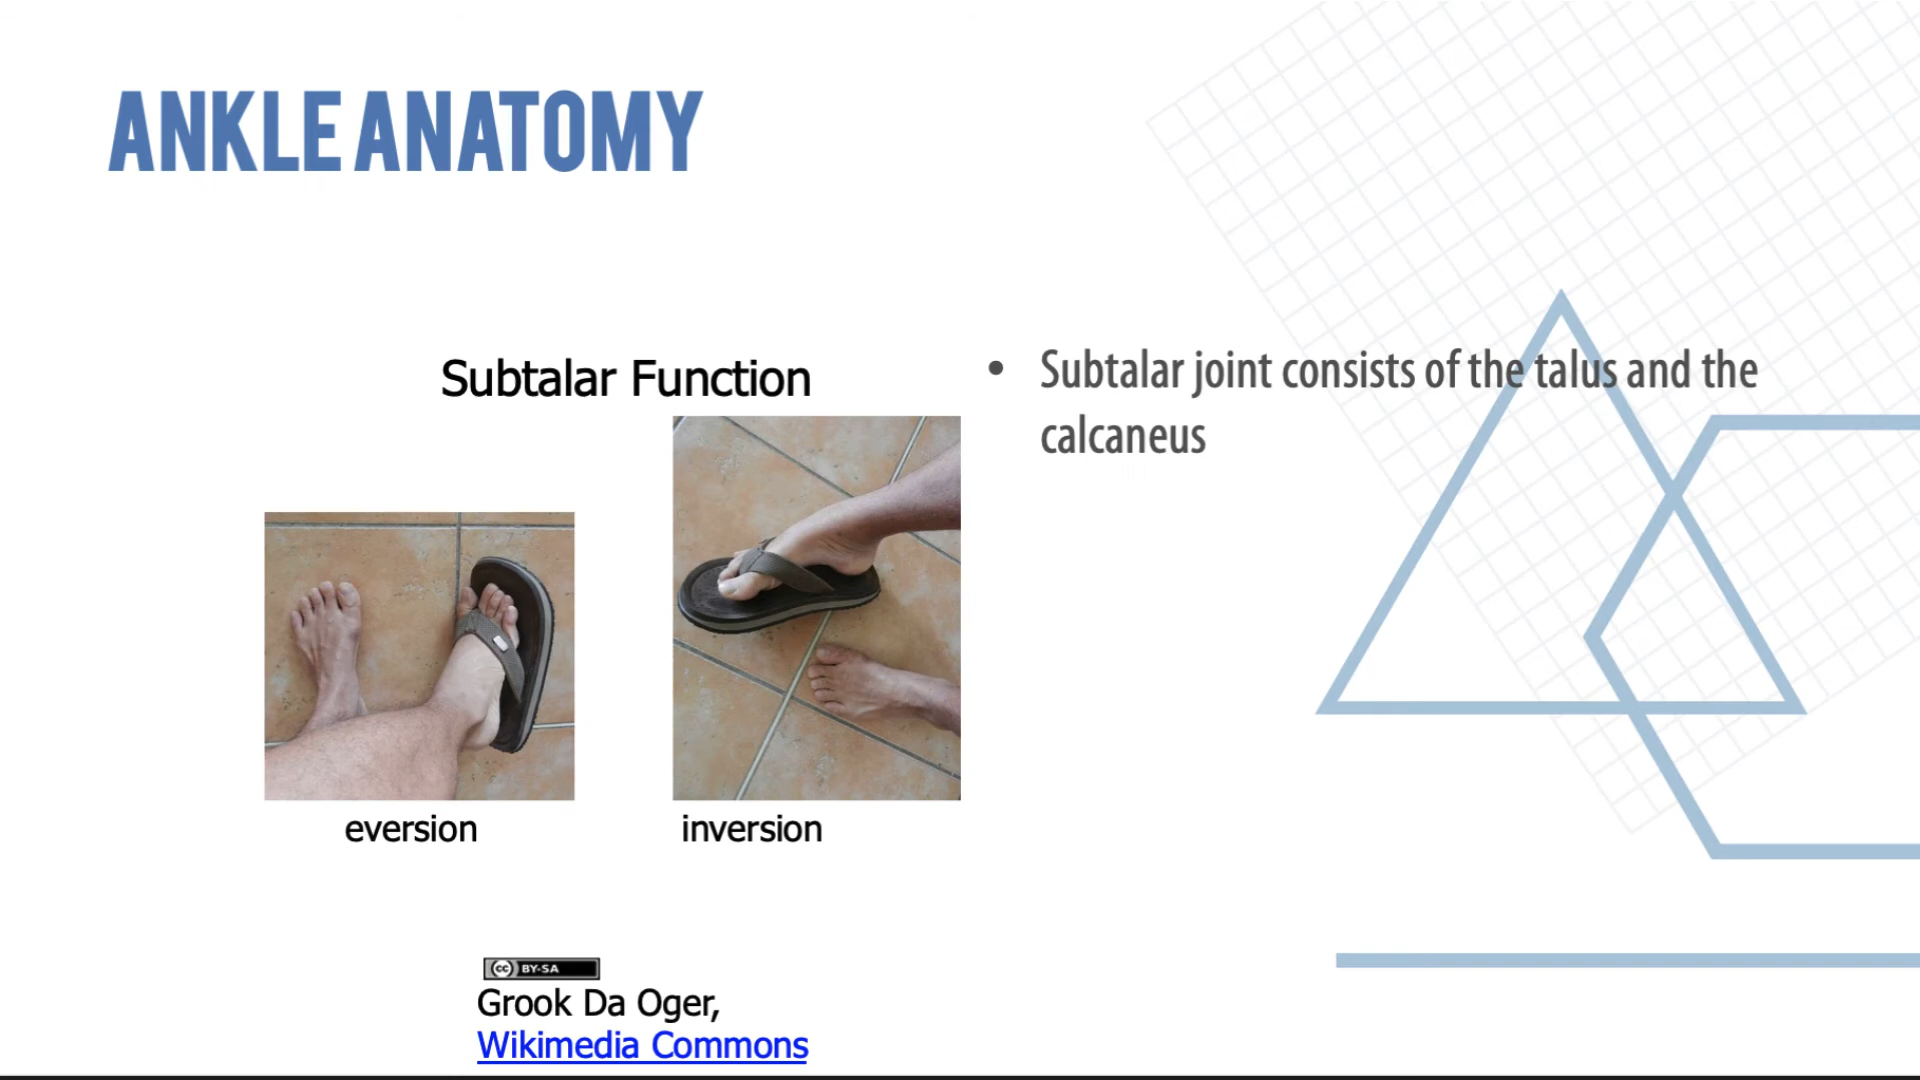 ANKLE ANATOMY
Subtalar Function
• Subtalar joint consists of the talus and the
calcaneus
eversion
inversion
cc BY-SA
Grook Da Oger,
Wikimedia Commons